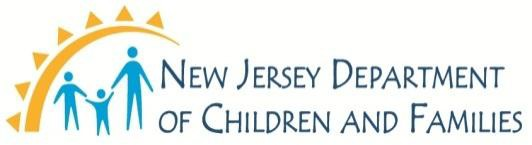 New Jersey Department
of Children and Families